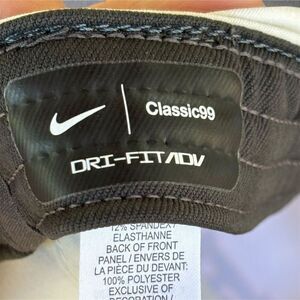 Classic99
DRI-FIT ADV
12% SPANDEX /
ELASTHANNE
BACK OF FRONT
PANEL / ENVERS DE
LA PIÈCE DU DEVANT:
100% POLYESTER
EXCLUSIVE OF
DECORATION /